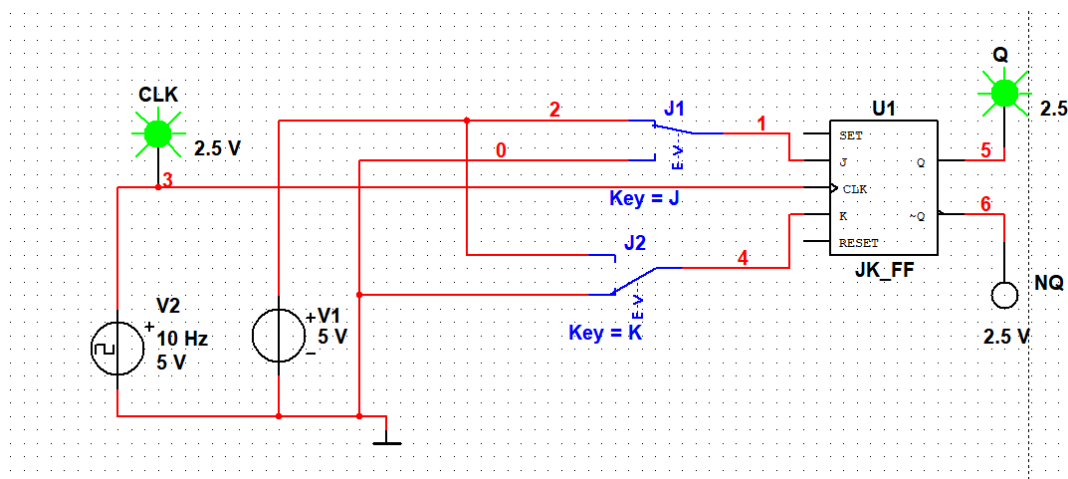 CLK
2.5 V
3
V2
+
10 Hz
5 V
+
V1
5 V
–
2
0
J1
E-V
Key = J
1
J2
E-V
Key = K
4
U1
SET
J
CLK
K
RESET
Q
~Q
JK_FF
5
6
Q
2.5
NQ
2.5 V